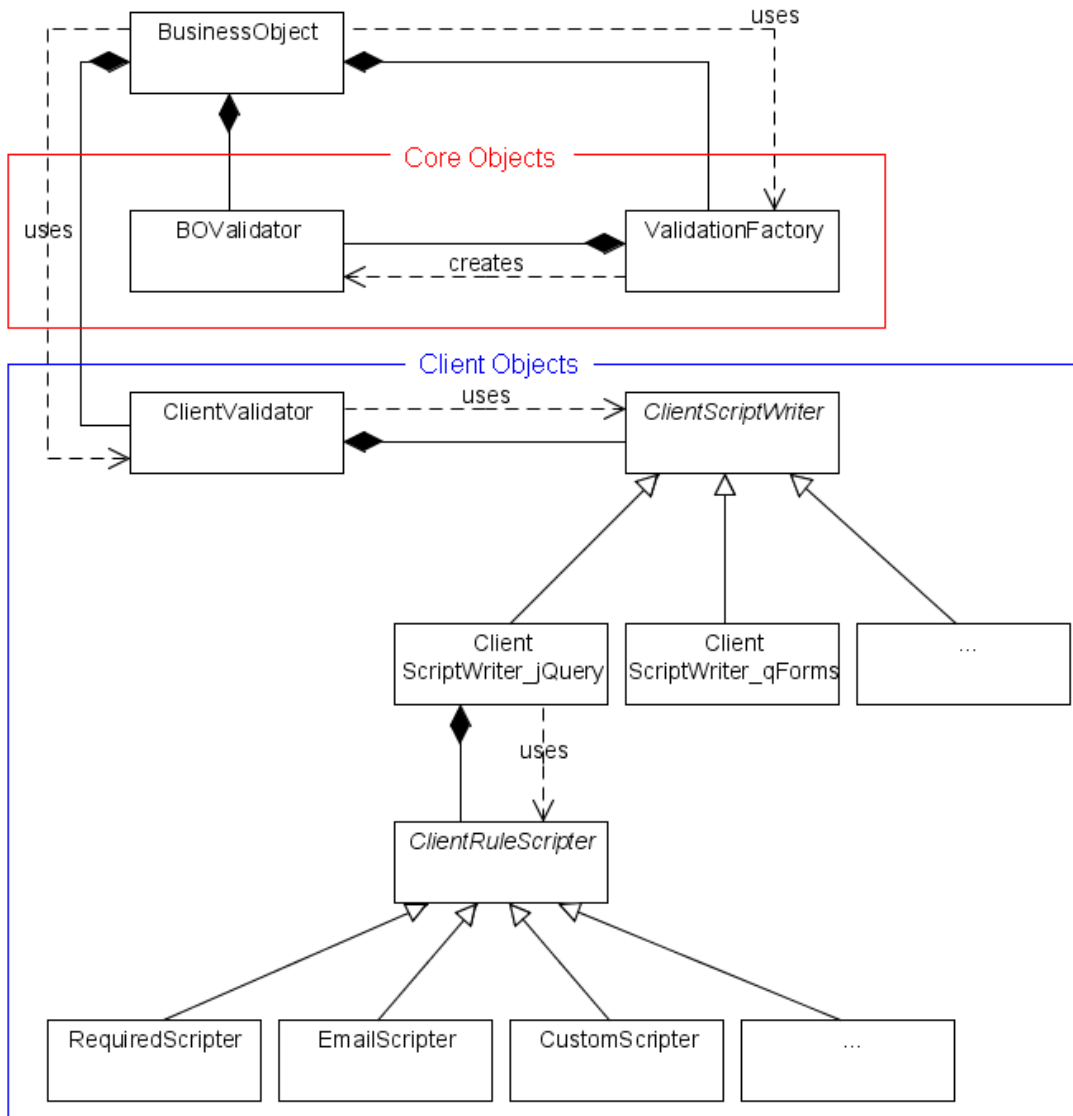 uses
BusinessObject
Core Objects
uses
BOValidator
ValidationFactory
creates
Client Objects
ClientValidator
uses
ClientScriptWriter
Client
ScriptWriter_jQuery
Client
ScriptWriter_qForms
...
uses
ClientRuleScripter
RequiredScripter
EmailScripter
CustomScripter
...